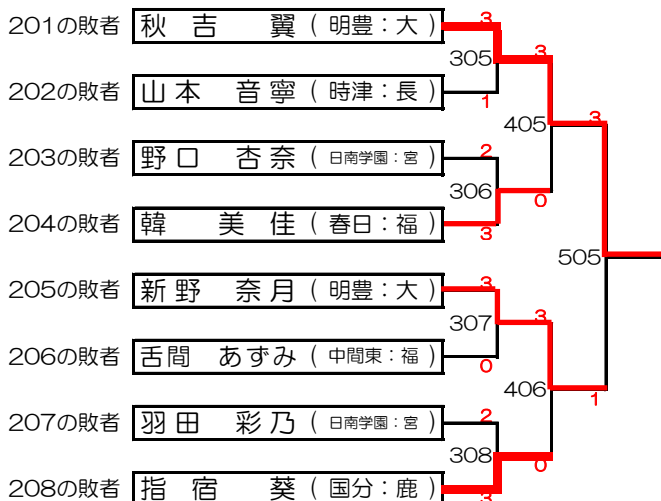 201の敗者 秋吉 翼 ( 明豊:大 ) 3
305 3
202の敗者 山本 音寧 ( 時津:長 ) 1
405 3
203の敗者 野口 杏奈 ( 日南学園:宮 ) 2
306 0
204の敗者 韓 美佳 ( 春日:福 ) 3
505
205の敗者 新野 奈月 ( 明豊:大 ) 3
307 3
206の敗者 舌間 あずみ ( 中間東:福 ) 0
406 1
207の敗者 羽田 彩乃 ( 日南学園:宮 ) 2
308 0
208の敗者 指宿 葵 ( 国分:鹿 ) 3